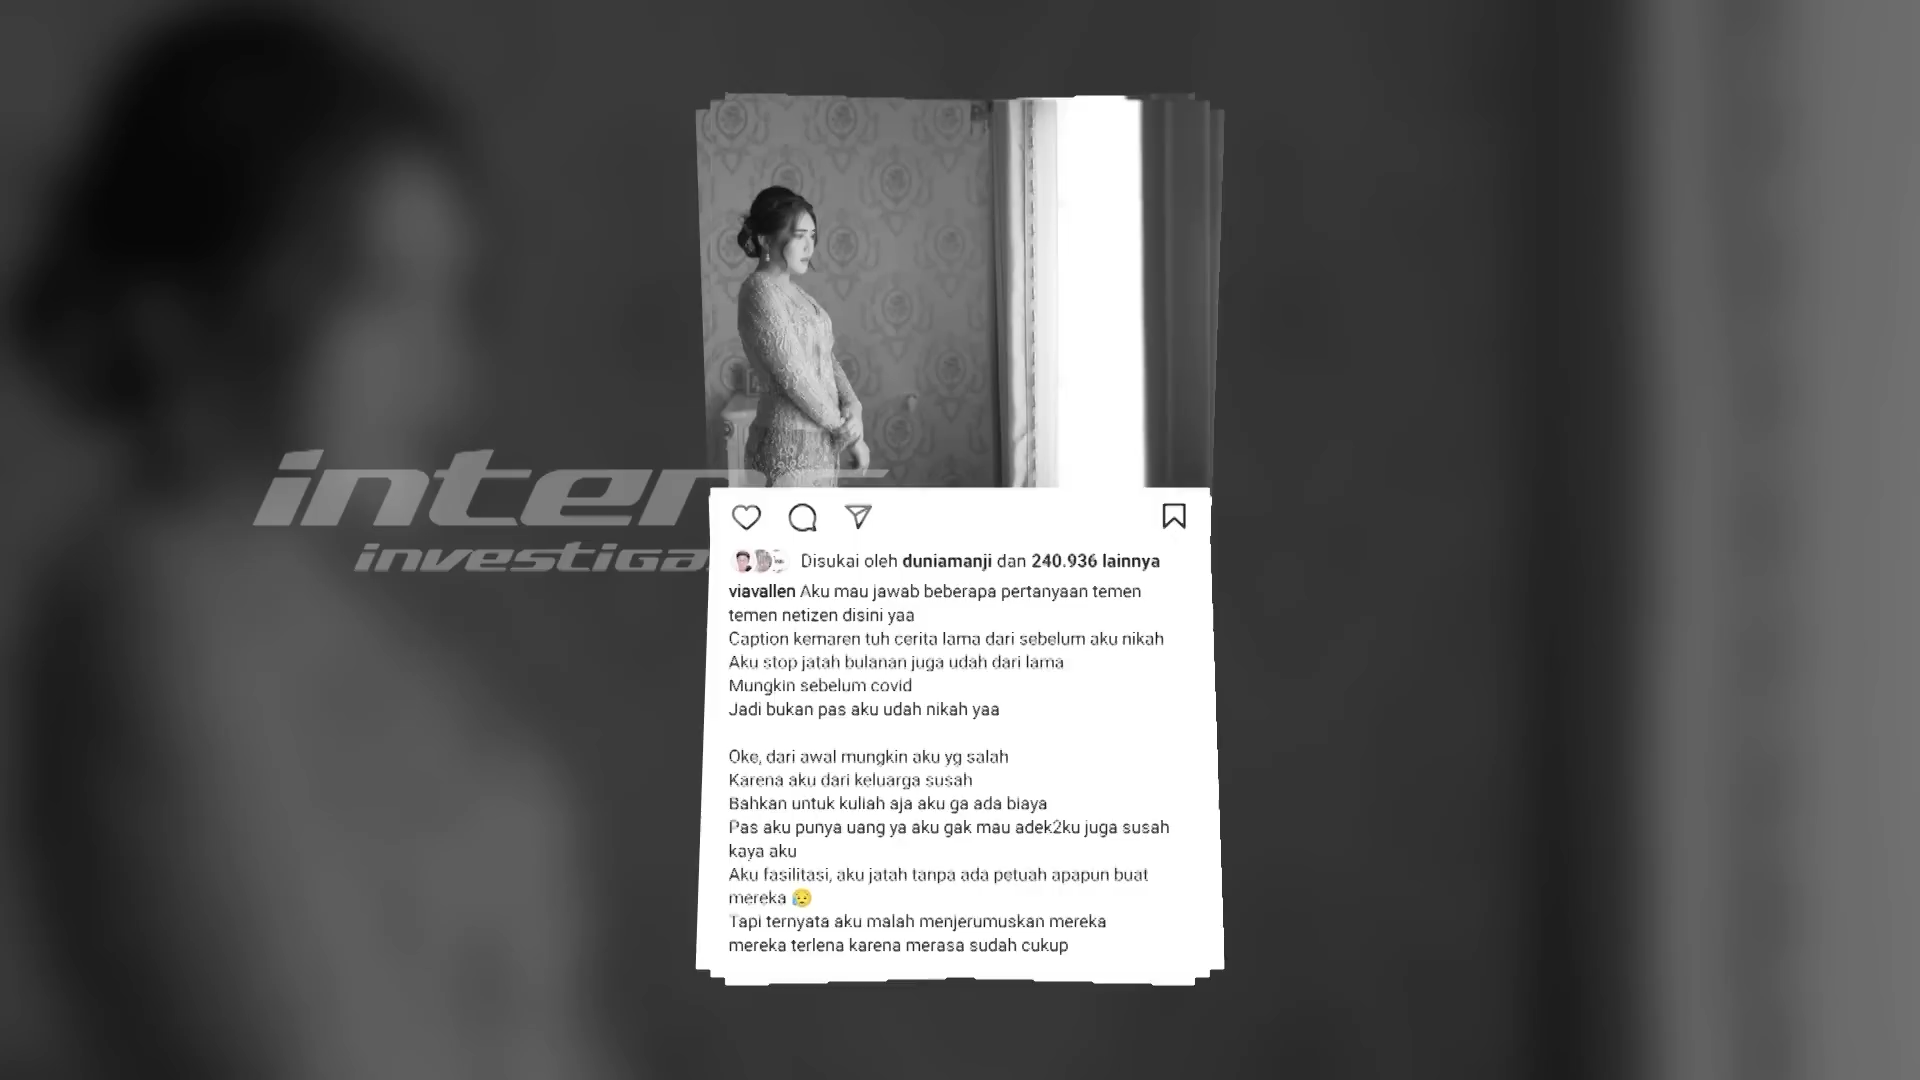 inten
investiga
Disukai oleh duniamanji dan 240.936 lainnya
viavallen Aku mau jawab beberapa pertanyaan temen
temen netizen disini yaa
Caption kemaren tuh cerita lama dari sebelum aku nikah
Aku stop jatah bulanan juga udah dari lama
Mungkin sebelum covid
Jadi bukan pas aku udah nikah yaa
Oke, dari awal mungkin aku yg salah
Karena aku dari keluarga susah
Bahkan untuk kuliah aja aku ga ada biaya
Pas aku punya uang ya aku gak mau adek2ku juga susah
kaya aku
Aku fasilitasi, aku jatah tanpa ada petuah apapun buat
mereka 😥
Tapi ternyata aku malah menjerumuskan mereka
mereka terlena karena merasa sudah cukup